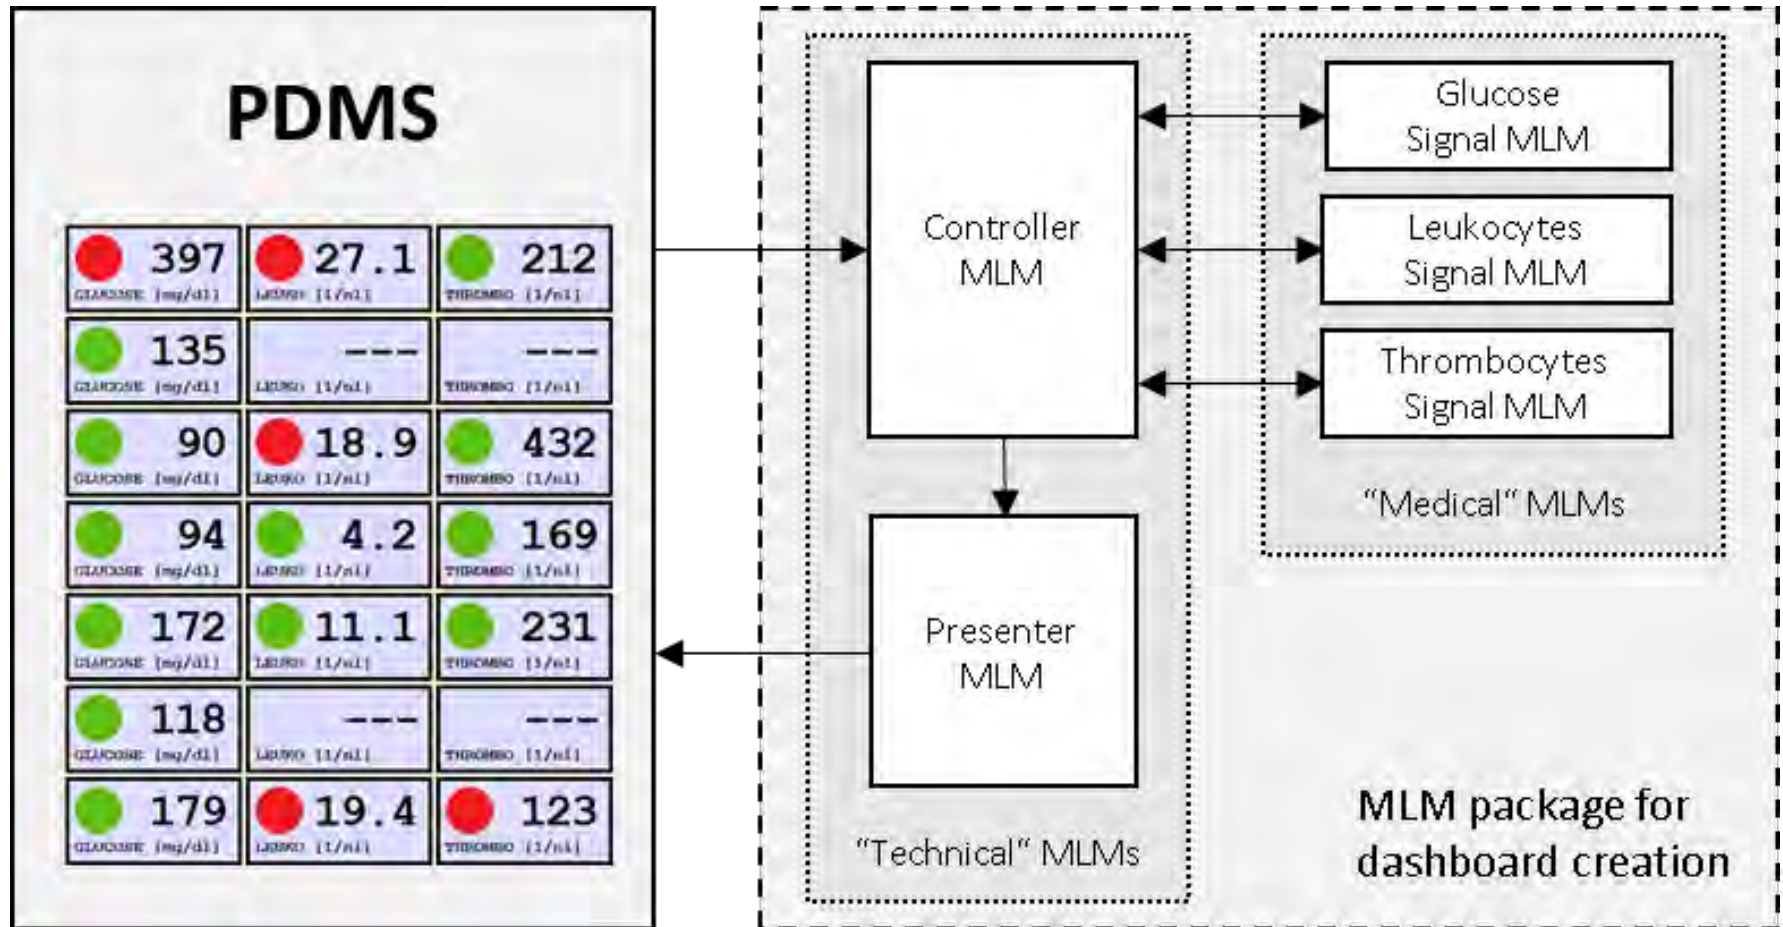 PDMS
397 27.1 212
GLUCOSE [mg/dl] LEUKO [1/nl] THROMBO [1/nl]
135 --- ---
GLUCOSE [mg/dl] LEUKO [1/nl] THROMBO [1/nl]
90 18.9 432
GLUCOSE [mg/dl] LEUKO [1/nl] THROMBO [1/nl]
94 4.2 169
GLUCOSE [mg/dl] LEUKO [1/nl] THROMBO [1/nl]
172 11.1 231
GLUCOSE [mg/dl] LEUKO [1/nl] THROMBO [1/nl]
118 --- ---
GLUCOSE [mg/dl] LEUKO [1/nl] THROMBO [1/nl]
179 19.4 123
GLUCOSE [mg/dl] LEUKO [1/nl] THROMBO [1/nl]
Controller
MLM
Presenter
MLM
“Technical“ MLMs
Glucose
Signal MLM
Leukocytes
Signal MLM
Thrombocytes
Signal MLM
“Medical“ MLMs
MLM package for
dashboard creation